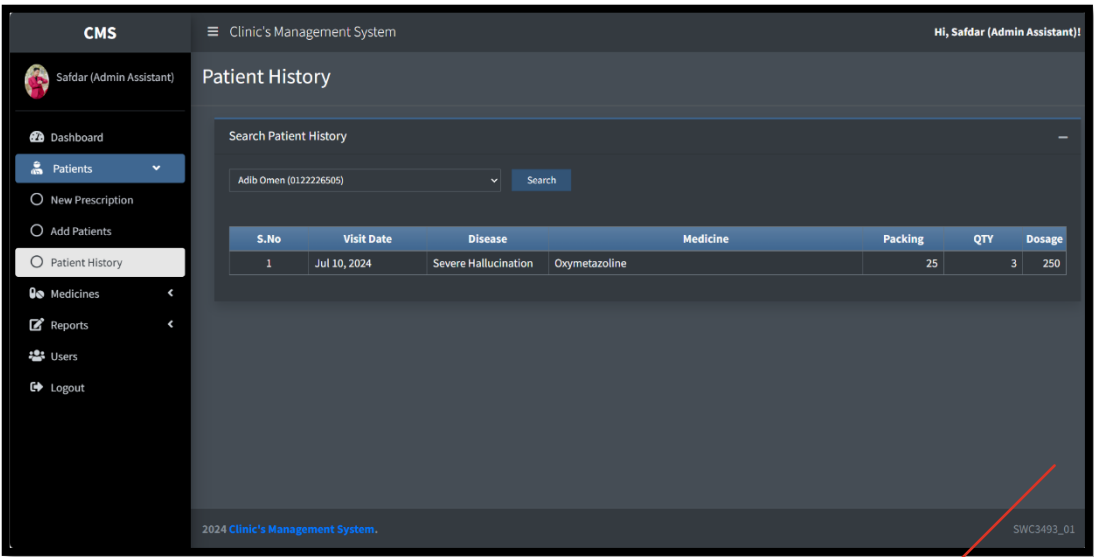 CMS
Clinic's Management System
Hi, Safdar (Admin Assistant)!
Safdar (Admin Assistant)
Patient History
Dashboard
Patients
New Prescription
Add Patients
Patient History
Medicines
Reports
Users
Logout
Search Patient History
Adib Omen (0122226505)
Search
S.No Visit Date Disease Medicine Packing QTY Dosage
1 Jul 10, 2024 Severe Hallucination Oxymetazoline 25 3 250
2024 Clinic's Management System.
SWC3493_01